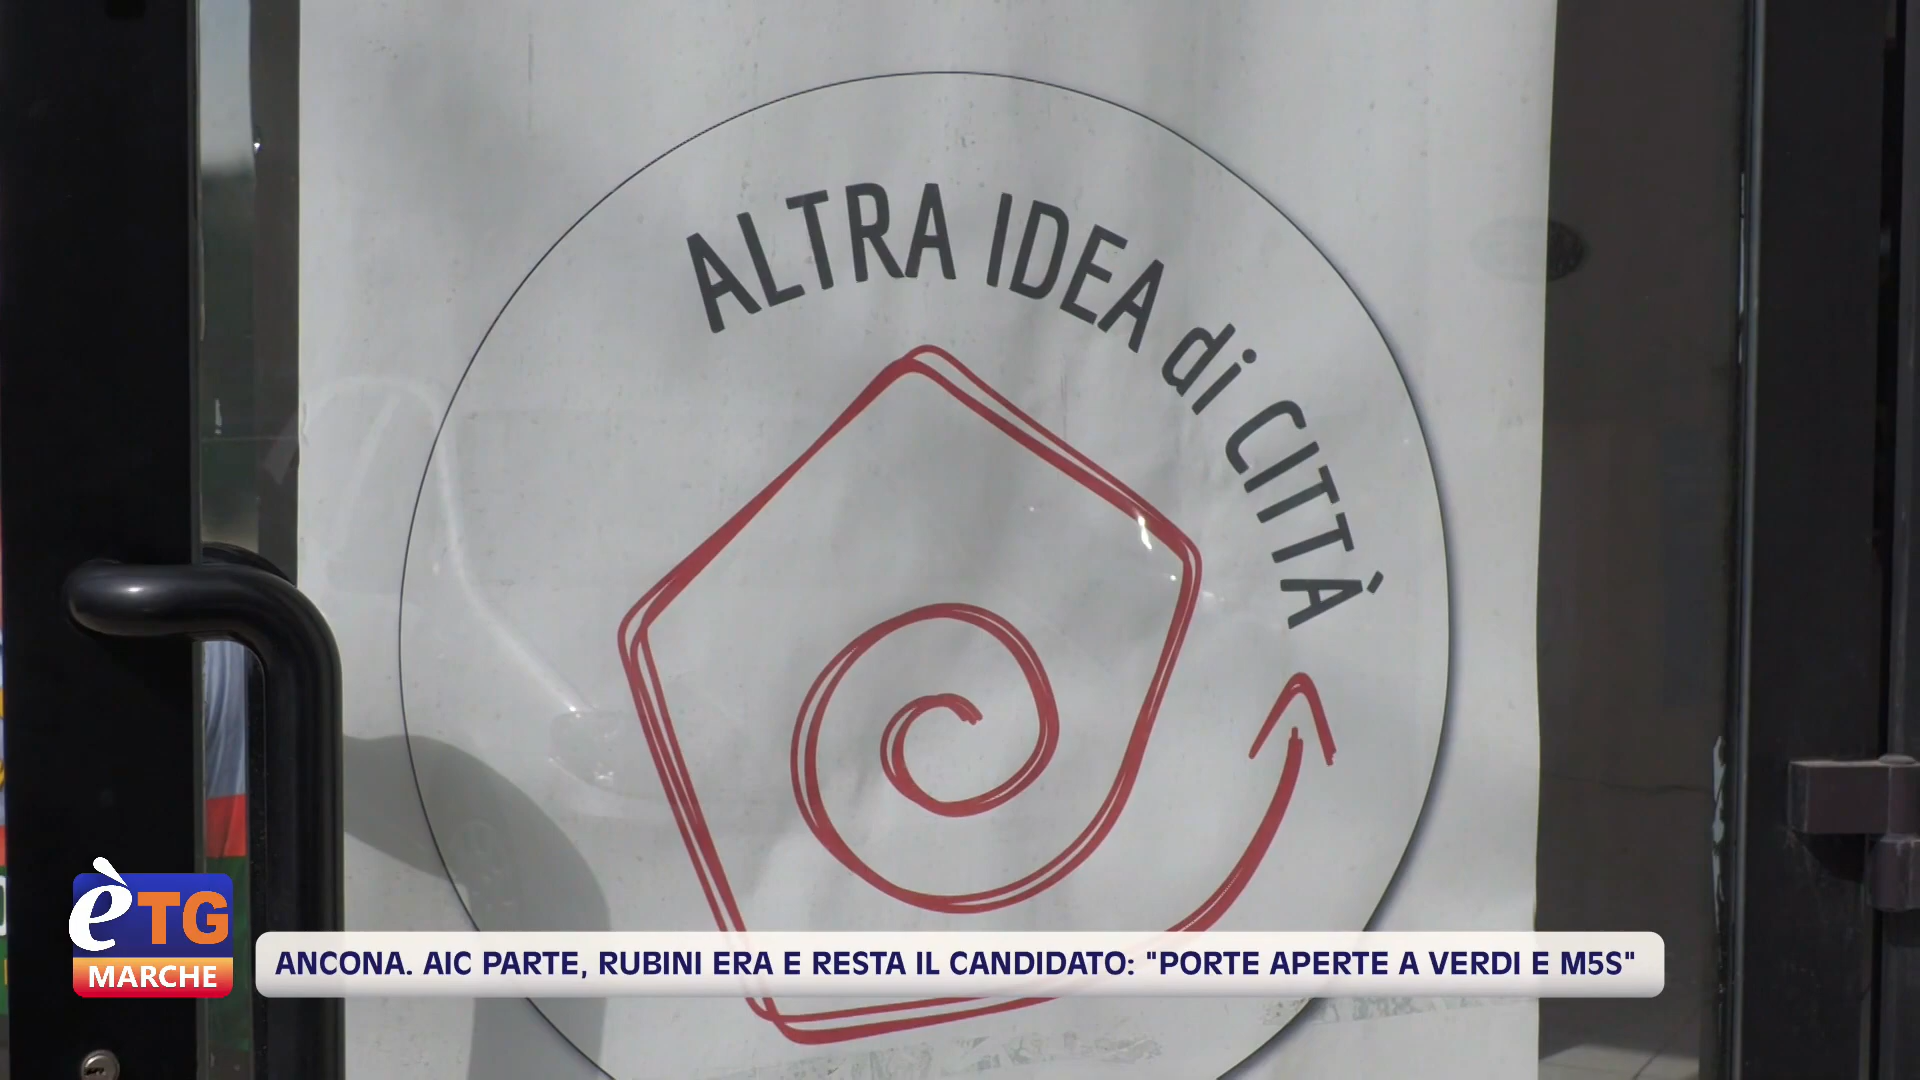 ALTRA IDEA di CITTÀ
èTG
MARCHE
ANCONA. AIC PARTE, RUBINI ERA E RESTA IL CANDIDATO: "PORTE APERTE A VERDI E M5S"